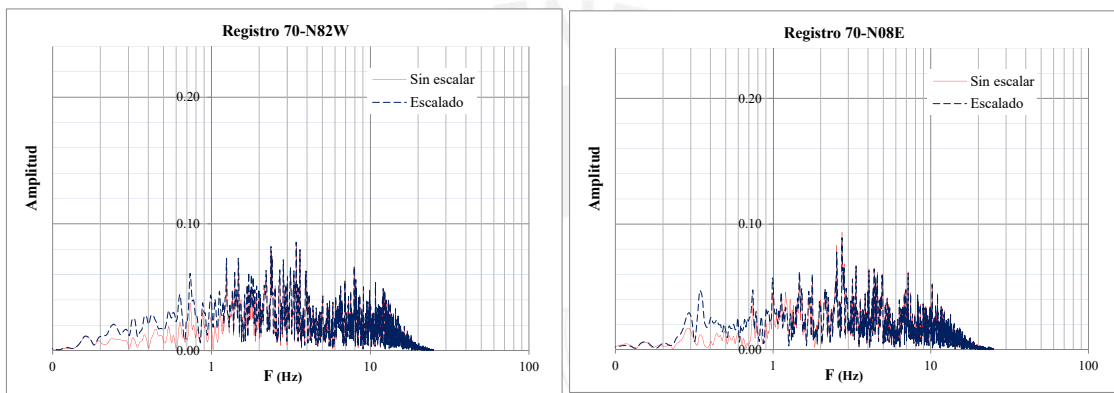 Registro 70-N82W
Sin escalar
Escalado
0.20
0.10
0.00
Amplitud
0
1
10
100
F (Hz)
Registro 70-N08E
Sin escalar
Escalado
0.20
0.10
0.00
Amplitud
0
1
10
100
F (Hz)